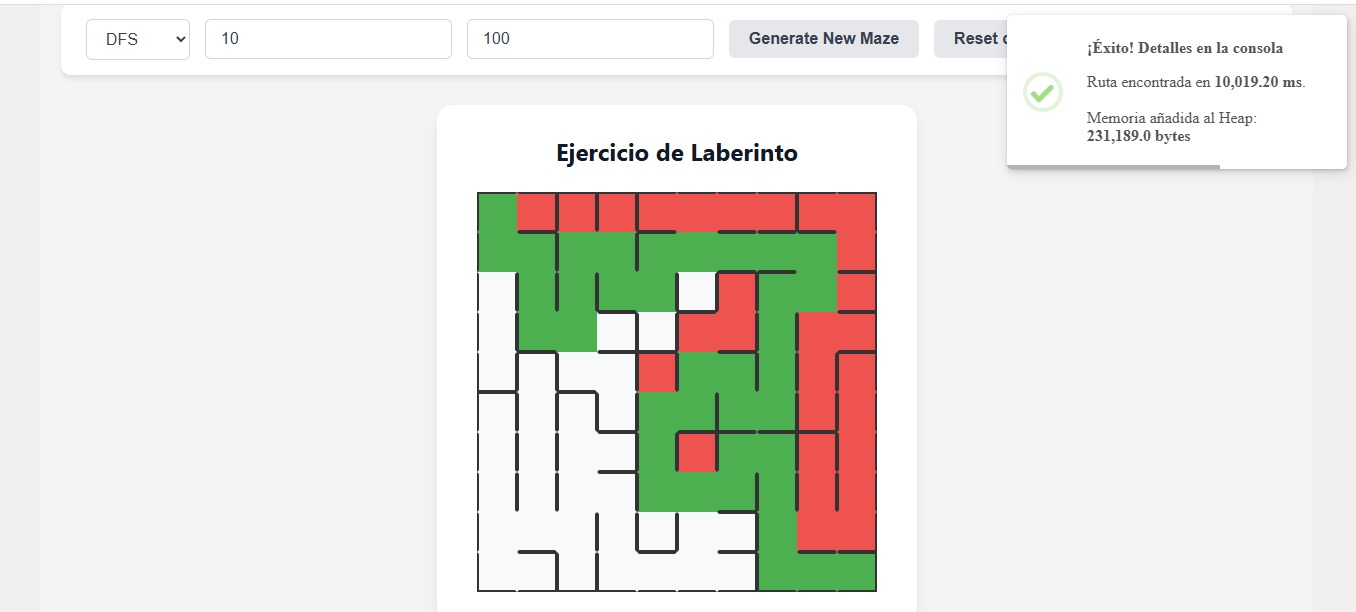 DFS
10
100
Generate New Maze
Reset
¡Éxito! Detalles en la consola
Ruta encontrada en 10,019.20 ms.
Memoria añadida al Heap:
231,189.0 bytes
Ejercicio de Laberinto